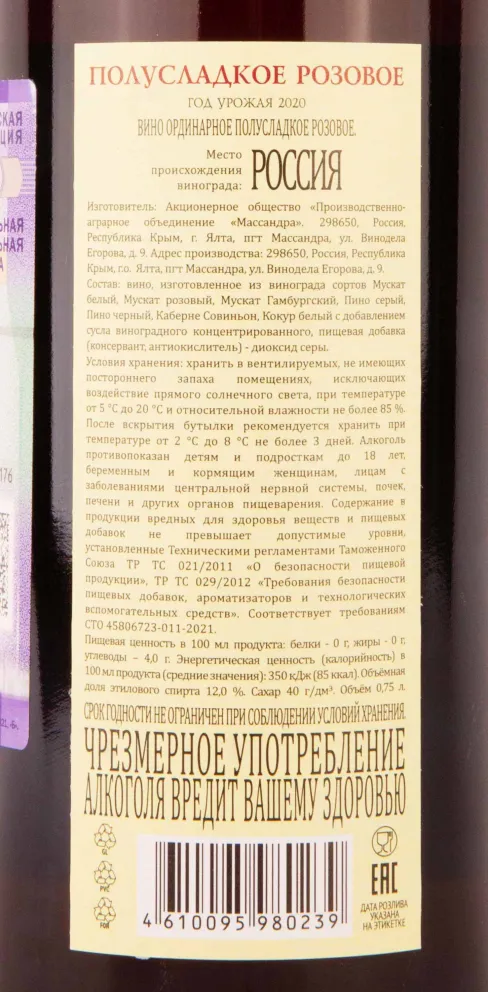 ПОЛУСЛАДКОЕ РОЗОВОЕ
ГОД УРОЖАЯ 2020
ВИНО ОРДИНАРНОЕ ПОЛУСЛАДКОЕ РОЗОВОЕ.
Место
происхождения
винограда:
РОССИЯ
Изготовитель: Акционерное общество «Производственно-
аграрное объединение «Массандра». 298650, Россия,
Республика Крым, г. Ялта, пгт Массандра, ул. Винодела
Егорова, д. 9. Адрес производства: 298650, Россия, Республика
Крым, г.о. Ялта, пгт Массандра, ул. Винодела Егорова, д. 9.
Состав: вино, изготовленное из винограда сортов Мускат
белый, Мускат розовый, Мускат Гамбургский, Пино серый,
Пино черный, Каберне Совиньон, Кокур белый с добавлением
сусла виноградного концентрированного, пищевая добавка
(консервант, антиокислитель) - диоксид серы.
Условия хранения: хранить в вентилируемых, не имеющих
постороннего запаха помещениях, исключающих
воздействие прямого солнечного света, при температуре
от 5 °С до 20 °С и относительной влажности не более 85 %.
После вскрытия бутылки рекомендуется хранить при
температуре от 2 °С до 8 °С не более 3 дней. Алкоголь
противопоказан детям и подросткам до 18 лет,
беременным и кормящим женщинам, лицам с
заболеваниями центральной нервной системы, почек,
печени и других органов пищеварения. Содержание в
продукции вредных для здоровья веществ и пищевых
добавок не превышает допустимые уровни,
установленные Техническими регламентами Таможенного
Союза ТР ТС 021/2011 «О безопасности пищевой
продукции», ТР ТС 029/2012 «Требования безопасности
пищевых добавок, ароматизаторов и технологических
вспомогательных средств». Соответствует требованиям
СТО 45806723-011-2021.
Пищевая ценность в 100 мл продукта: белки - 0 г, жиры - 0 г,
углеводы – 4,0 г. Энергетическая ценность (калорийность) в
100 мл продукта (средние значения): 350 кДж (85 ккал). Объёмная
доля этилового спирта 12,0 %. Сахар 40 г/дм³. Объём 0,75 л.
СРОК ГОДНОСТИ НЕ ОГРАНИЧЕН ПРИ СОБЛЮДЕНИИ УСЛОВИЙ ХРАНЕНИЯ.
ЧРЕЗМЕРНОЕ УПОТРЕБЛЕНИЕ
АЛКОГОЛЯ ВРЕДИТ ВАШЕМУ ЗДОРОВЬЮ
GL
PVC
FOR
4 610095 980239
EAC
ДАТА РОЗЛИВА
УКАЗАНА
НА ЭТИКЕТКЕ
СКАЯ
ЦИЯ
ЬНАЯ
ЬНАЯ
А
176